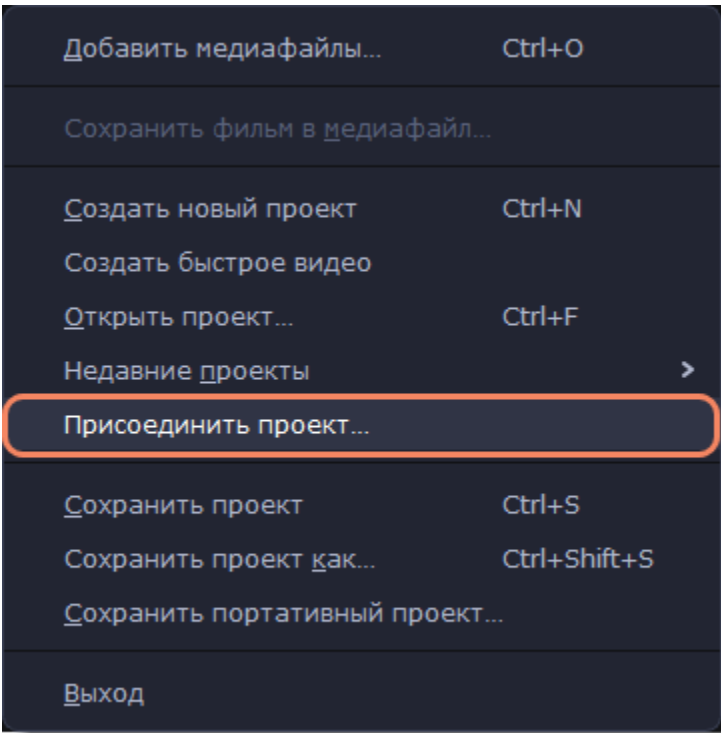 Добавить медиафайлы... Ctrl+O
Сохранить фильм в медиафайл...
Создать новый проект Ctrl+N
Создать быстрое видео
Открыть проект... Ctrl+F
Недавние проекты >
Присоединить проект...
Сохранить проект Ctrl+S
Сохранить проект как... Ctrl+Shift+S
Сохранить портативный проект...
Выход